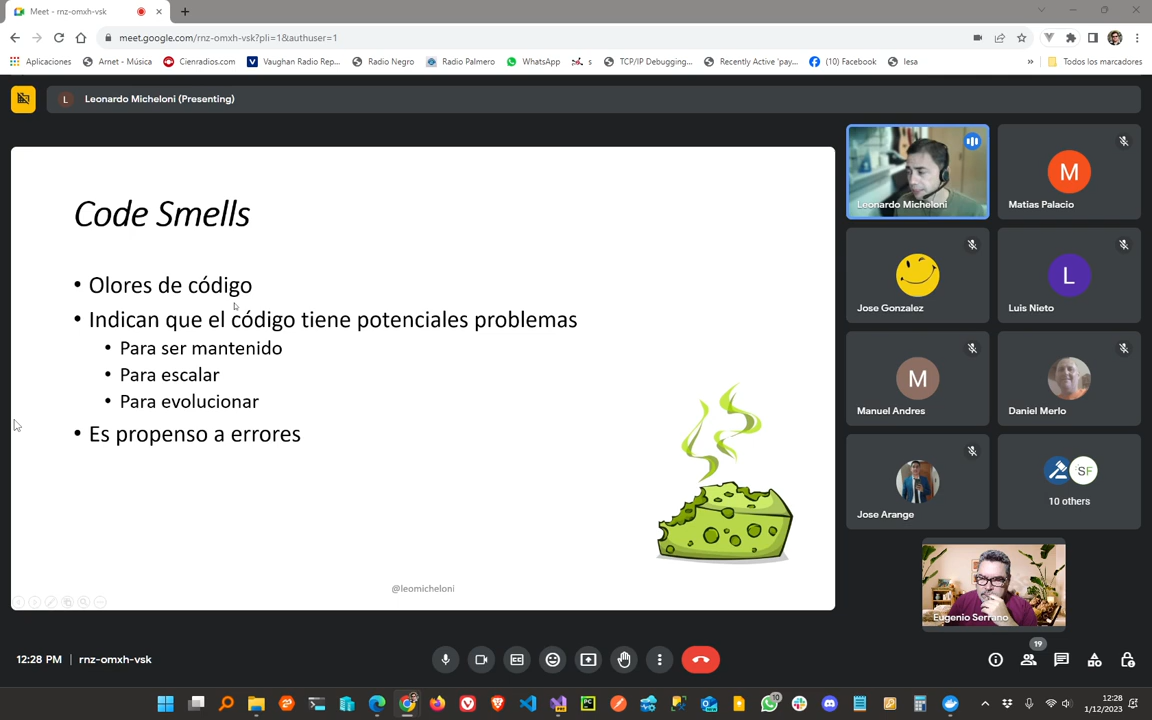 Meet - rnz-omxh-vsk
meet.google.com/rnz-omxh-vsk?pli=1&authuser=1
Aplicaciones
Arnet - Música
Cienradios.com
Vaughan Radio Rep...
Radio Negro
Radio Palmero
WhatsApp
s
TCP/IP Debugging...
Recently Active 'pay...
(10) Facebook
Iesa
»
Todos los marcadores
L
Leonardo Micheloni (Presenting)
Code Smells
• Olores de código
• Indican que el código tiene potenciales problemas
• Para ser mantenido
• Para escalar
• Para evolucionar
• Es propenso a errores
@leomicheloni
Leonardo Micheloni
M
Matias Palacio
Jose Gonzalez
L
Luis Nieto
M
Manuel Andres
Daniel Merlo
Jose Arange
SF
10 others
Eugenio Serrano
12:28 PM | rnz-omxh-vsk
19
10
12:28
1/12/2023